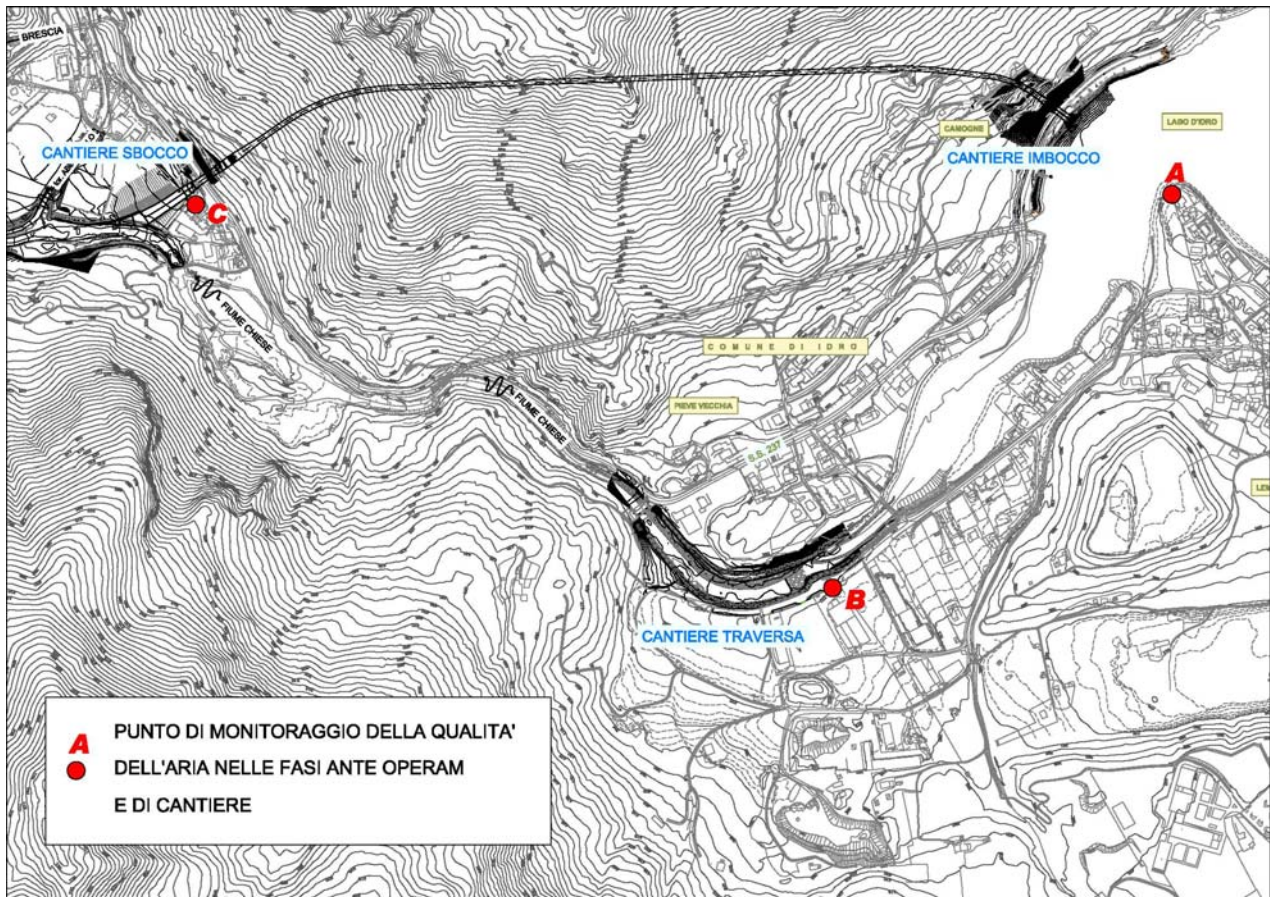 BRESCIA
CANTIERE SBOCCO
C
FIUME CHIESE
CAMOGNE
CANTIERE IMBOCCO
LAGO D'IDRO
A
COMUNE DI IDRO
PIEVE VECCHIA
FIUME CHIESE
S.S. 237
B
CANTIERE TRAVERSA
A PUNTO DI MONITORAGGIO DELLA QUALITA'
DELL'ARIA NELLE FASI ANTE OPERAM
E DI CANTIERE